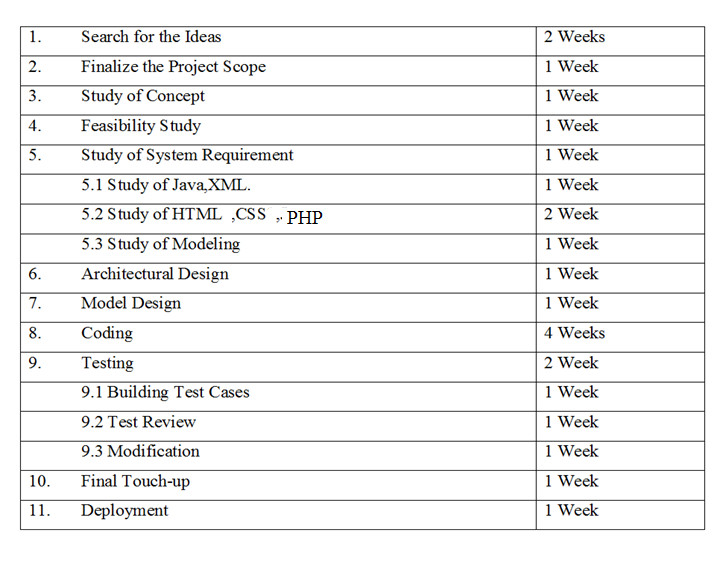 1. Search for the Ideas 2 Weeks
2. Finalize the Project Scope 1 Week
3. Study of Concept 1 Week
4. Feasibility Study 1 Week
5. Study of System Requirement 1 Week
5.1 Study of Java,XML. 1 Week
5.2 Study of HTML ,CSS ,. PHP 2 Week
5.3 Study of Modeling 1 Week
6. Architectural Design 1 Week
7. Model Design 1 Week
8. Coding 4 Weeks
9. Testing 2 Week
9.1 Building Test Cases 1 Week
9.2 Test Review 1 Week
9.3 Modification 1 Week
10. Final Touch-up 1 Week
11. Deployment 1 Week